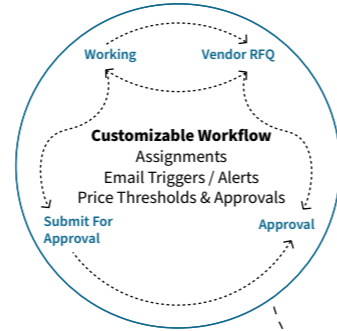 Working
Vendor RFQ
Customizable Workflow
Assignments
Email Triggers / Alerts
Price Thresholds & Approvals
Submit For
Approval
Approval